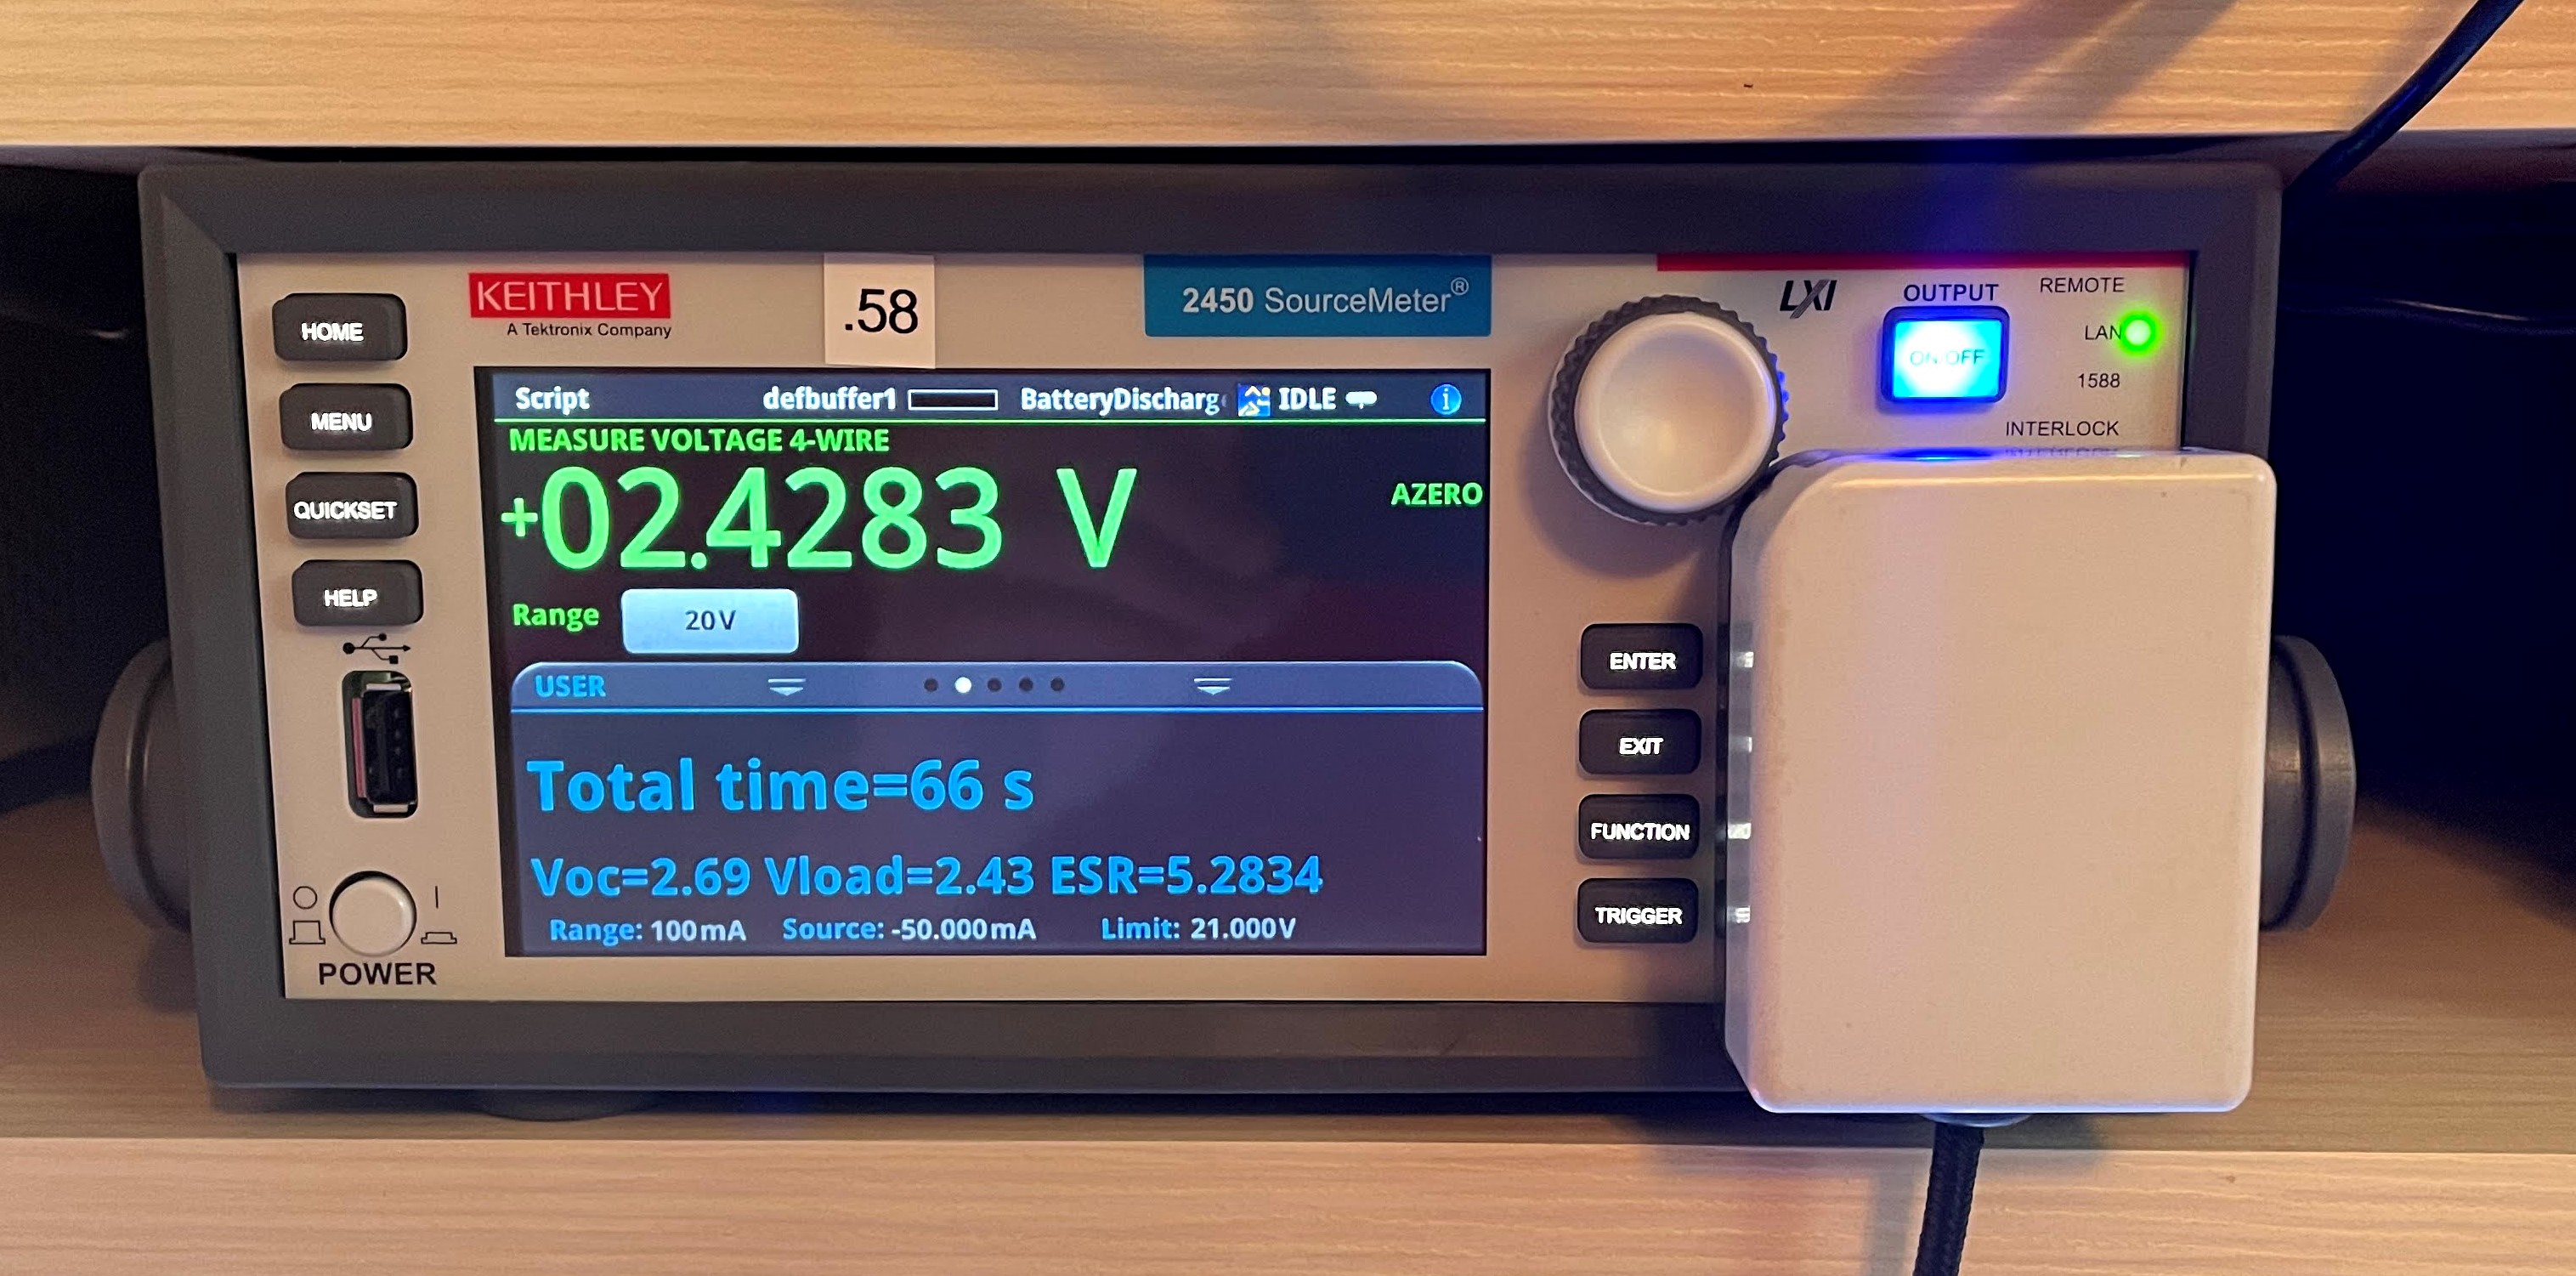 HOME
MENU
QUICKSET
HELP
POWER
KEITHLEY
A Tektronix Company
.58
2450 SourceMeter®
Script defbuffer1 BatteryDischarg IDLE
MEASURE VOLTAGE 4-WIRE
+02.4283 V
AZERO
Range 20V
USER
Total time=66 s
Voc=2.69 Vload=2.43 ESR=5.2834
Range: 100mA Source: -50.000mA Limit: 21.000V
LXI
OUTPUT
ON/OFF
REMOTE
LAN
1588
INTERLOCK
ENTER
EXIT
FUNCTION
TRIGGER